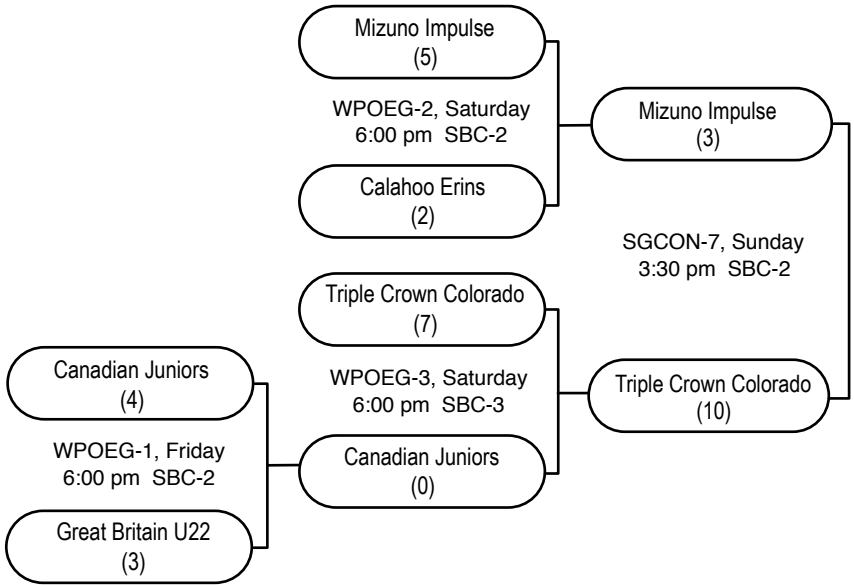 Mizuno Impulse
(5)
WPOEG-2, Saturday
6:00 pm SBC-2
Calahoo Erins
(2)
Mizuno Impulse
(3)
SGCON-7, Sunday
3:30 pm SBC-2
Triple Crown Colorado
(7)
WPOEG-3, Saturday
6:00 pm SBC-3
Canadian Juniors
(0)
Triple Crown Colorado
(10)
Canadian Juniors
(4)
WPOEG-1, Friday
6:00 pm SBC-2
Great Britain U22
(3)